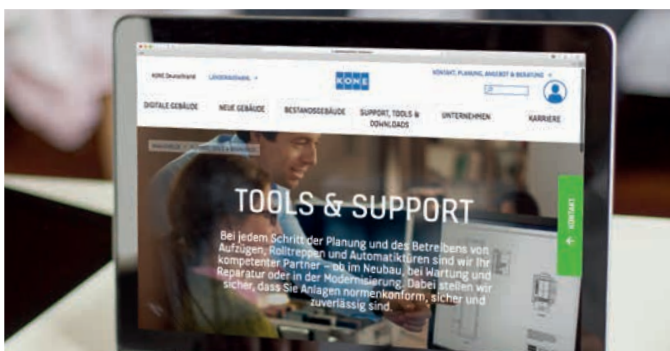 KONE Deutschland
KONE
KONTAKT, PLANUNG, ANGEBOT & BERATUNG
DIGITALE GEBÄUDE
NEUE GEBÄUDE
BESTANDSGEBÄUDE
SUPPORT, TOOLS &
DOWNLOADS
UNTERNEHMEN
KARRIERE
TOOLS & SUPPORT
KONTAKT
Bei jedem Schritt der Planung und des Betreibens von
Aufzügen, Rolltreppen und Automatiktüren sind wir Ihr
kompetenter Partner – ob im Neubau, bei Wartung und
Reparatur oder in der Modernisierung. Dabei stellen wir
sicher, dass Sie Anlagen normenkonform, sicher und
zuverlässig sind.